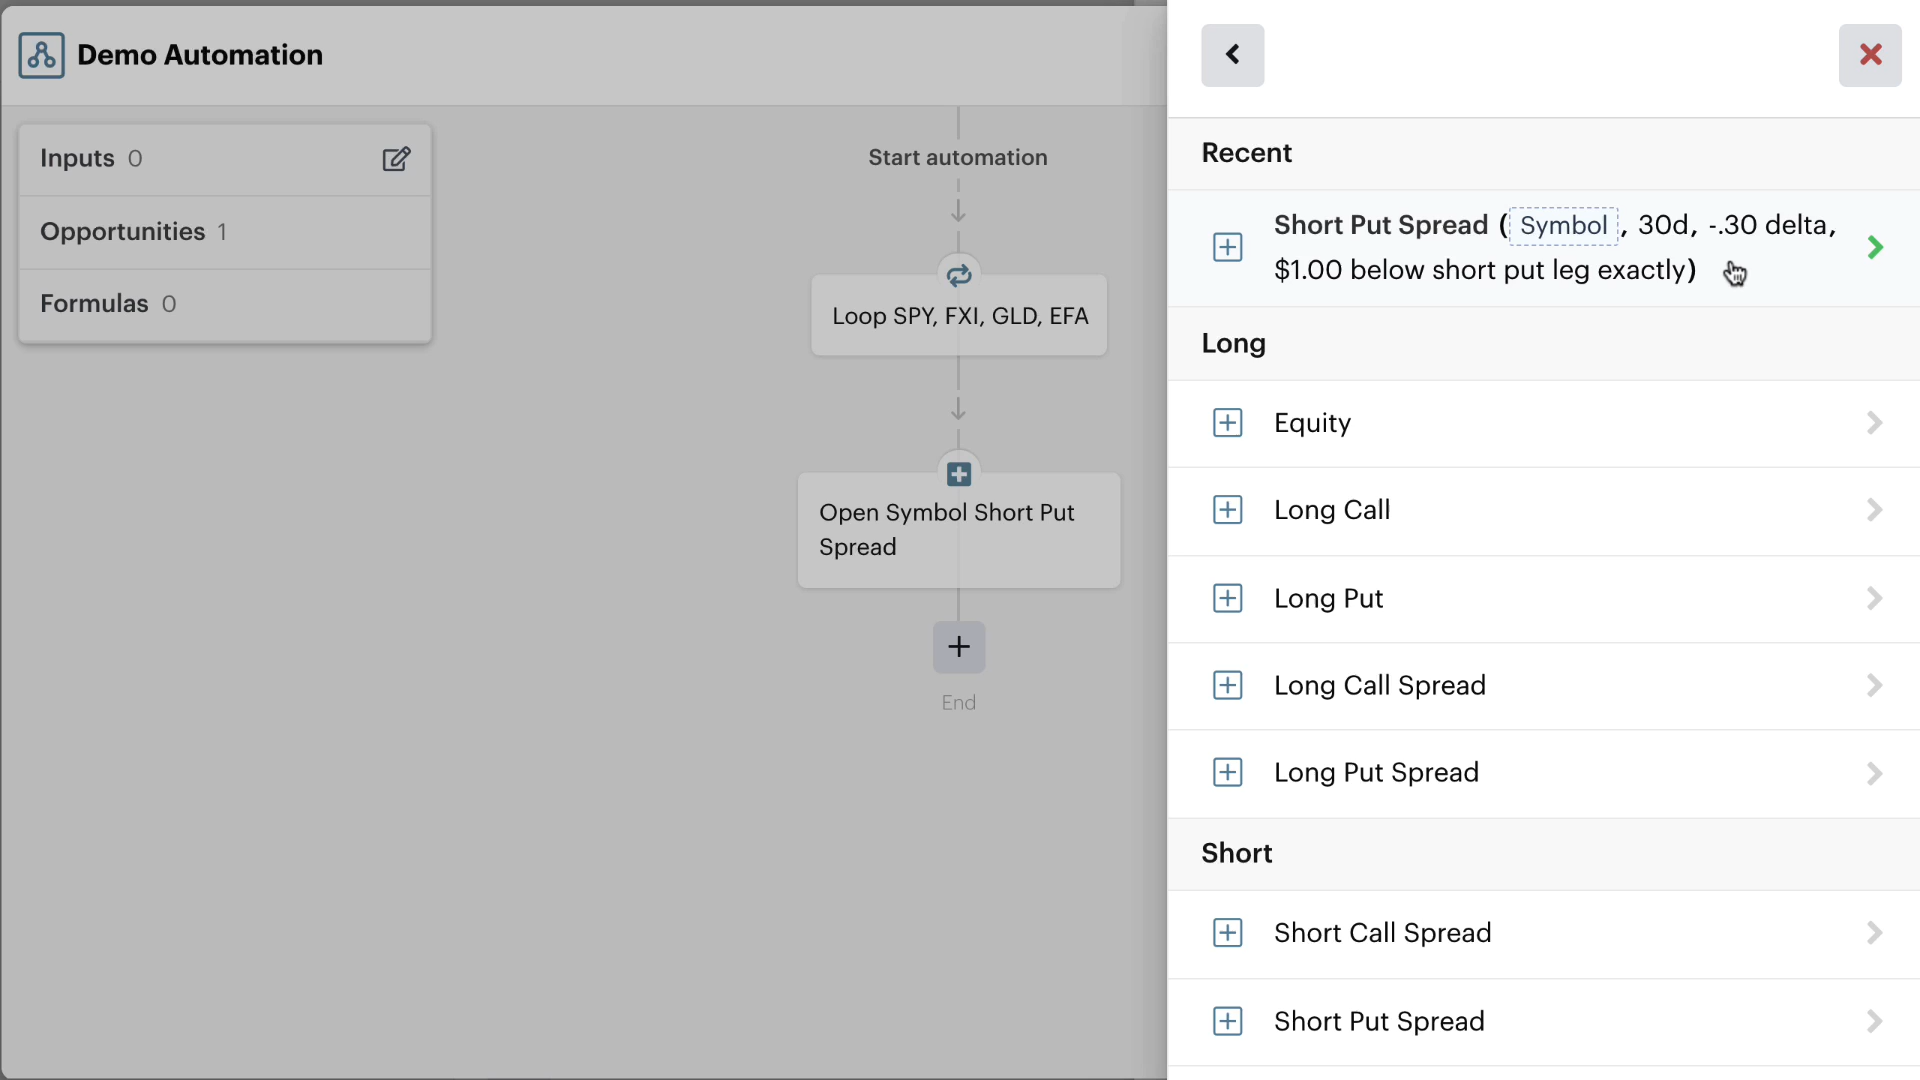 Demo Automation
Inputs 0
Opportunities 1
Formulas 0
Start automation
Loop SPY, FXI, GLD, EFA
Open Symbol Short Put
Spread
End
Recent
Short Put Spread (Symbol, 30d, -.30 delta,
$1.00 below short put leg exactly)
Long
Equity
Long Call
Long Put
Long Call Spread
Long Put Spread
Short
Short Call Spread
Short Put Spread